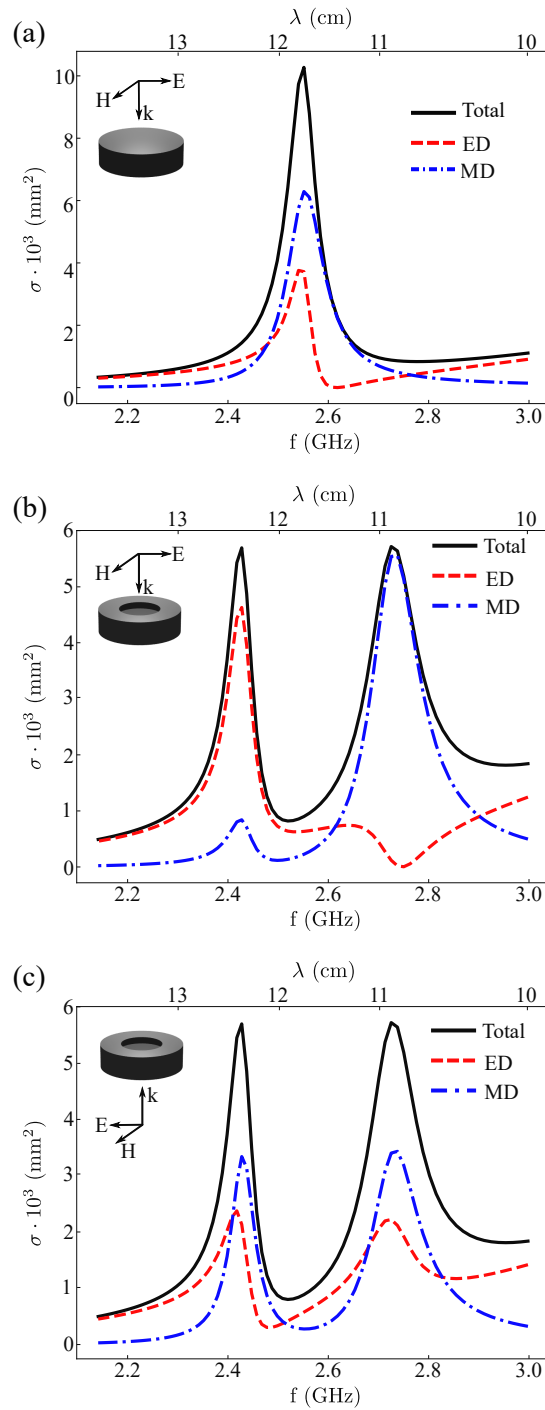 (a)
λ (cm)
13 12 11 10
10
8
6
4
2
0
σ · 10³ (mm²)
H E
k
Total
ED
MD
2.2 2.4 2.6 2.8 3.0
f (GHz)
(b)
λ (cm)
13 12 11 10
6
5
4
3
2
1
0
σ · 10³ (mm²)
H E
k
Total
ED
MD
2.2 2.4 2.6 2.8 3.0
f (GHz)
(c)
λ (cm)
13 12 11 10
6
5
4
3
2
1
0
σ · 10³ (mm²)
k
E
H
Total
ED
MD
2.2 2.4 2.6 2.8 3.0
f (GHz)